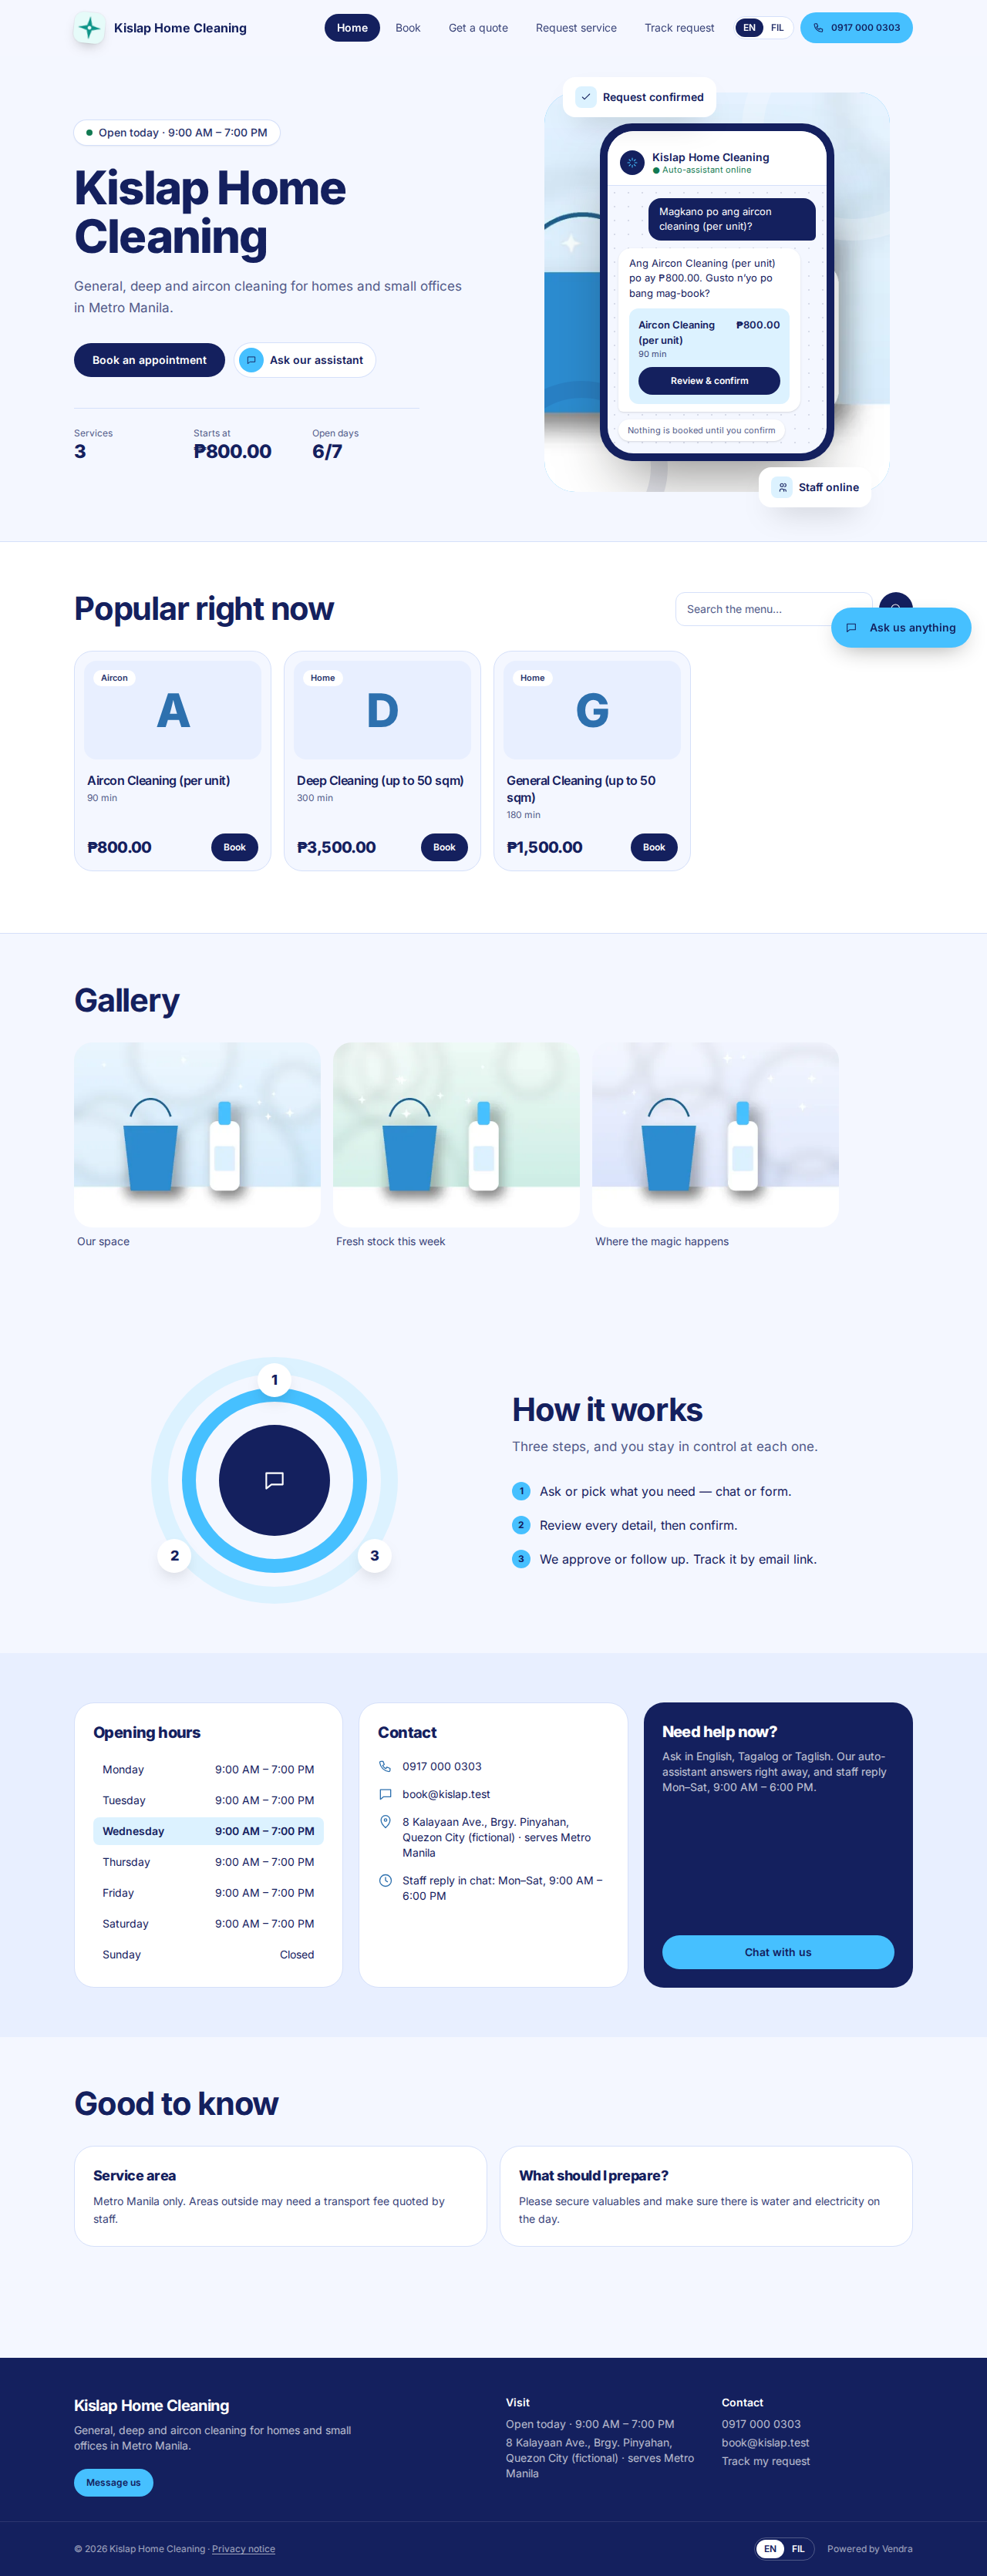 Kislap Home Cleaning
Home
Book
Get a quote
Request service
Track request
EN FIL
0917 000 0303
Open today · 9:00 AM – 7:00 PM
Kislap Home
Cleaning
General, deep and aircon cleaning for homes and small offices
in Metro Manila.
Book an appointment
Ask our assistant
Services
3
Starts at
₱800.00
Open days
6/7
Request confirmed
Kislap Home Cleaning
Auto-assistant online
Magkano po ang aircon
cleaning (per unit)?
Ang Aircon Cleaning (per unit)
po ay ₱800.00. Gusto n'yo po
bang mag-book?
Aircon Cleaning ₱800.00
(per unit)
90 min
Review & confirm
Nothing is booked until you confirm
Staff online
Popular right now
Search the menu...
Ask us anything
Aircon
A
Aircon Cleaning (per unit)
90 min
₱800.00
Book
Home
D
Deep Cleaning (up to 50 sqm)
300 min
₱3,500.00
Book
Home
G
General Cleaning (up to 50
sqm)
180 min
₱1,500.00
Book
Gallery
Our space
Fresh stock this week
Where the magic happens
1
2
3
How it works
Three steps, and you stay in control at each one.
1 Ask or pick what you need — chat or form.
2 Review every detail, then confirm.
3 We approve or follow up. Track it by email link.
Opening hours
Monday 9:00 AM – 7:00 PM
Tuesday 9:00 AM – 7:00 PM
Wednesday 9:00 AM – 7:00 PM
Thursday 9:00 AM – 7:00 PM
Friday 9:00 AM – 7:00 PM
Saturday 9:00 AM – 7:00 PM
Sunday Closed
Contact
0917 000 0303
book@kislap.test
8 Kalayaan Ave., Brgy. Pinyahan,
Quezon City (fictional) · serves Metro
Manila
Staff reply in chat: Mon–Sat, 9:00 AM –
6:00 PM
Need help now?
Ask in English, Tagalog or Taglish. Our auto-
assistant answers right away, and staff reply
Mon–Sat, 9:00 AM – 6:00 PM.
Chat with us
Good to know
Service area
Metro Manila only. Areas outside may need a transport fee quoted by
staff.
What should I prepare?
Please secure valuables and make sure there is water and electricity on
the day.
Kislap Home Cleaning
General, deep and aircon cleaning for homes and small
offices in Metro Manila.
Message us
Visit
Open today · 9:00 AM – 7:00 PM
8 Kalayaan Ave., Brgy. Pinyahan,
Quezon City (fictional) · serves Metro
Manila
Contact
0917 000 0303
book@kislap.test
Track my request
© 2026 Kislap Home Cleaning · Privacy notice
EN FIL
Powered by Vendra